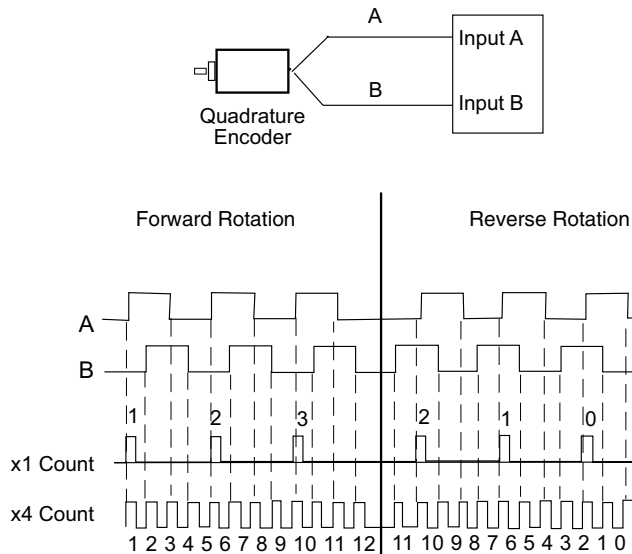 A
Input A
B
Input B
Quadrature
Encoder
Forward Rotation
Reverse Rotation
A
B
1 2 3 2 1 0
x1 Count
x4 Count
1 2 3 4 5 6 7 8 9 10 11 12 11 10 9 8 7 6 5 4 3 2 1 0